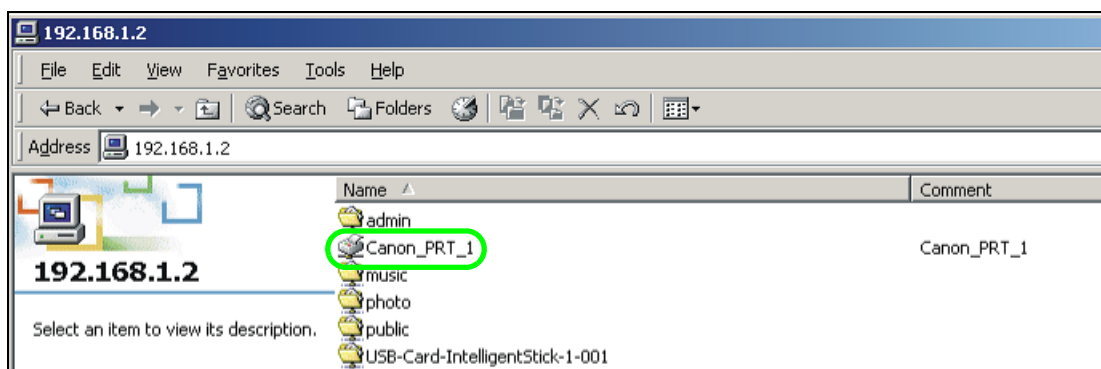 192.168.1.2
File Edit View Favorites Tools Help
Back Search Folders
Address 192.168.1.2
Name Comment
admin
Canon_PRT_1 Canon_PRT_1
music
photo
public
USB-Card-IntelligentStick-1-001
192.168.1.2
Select an item to view its description.